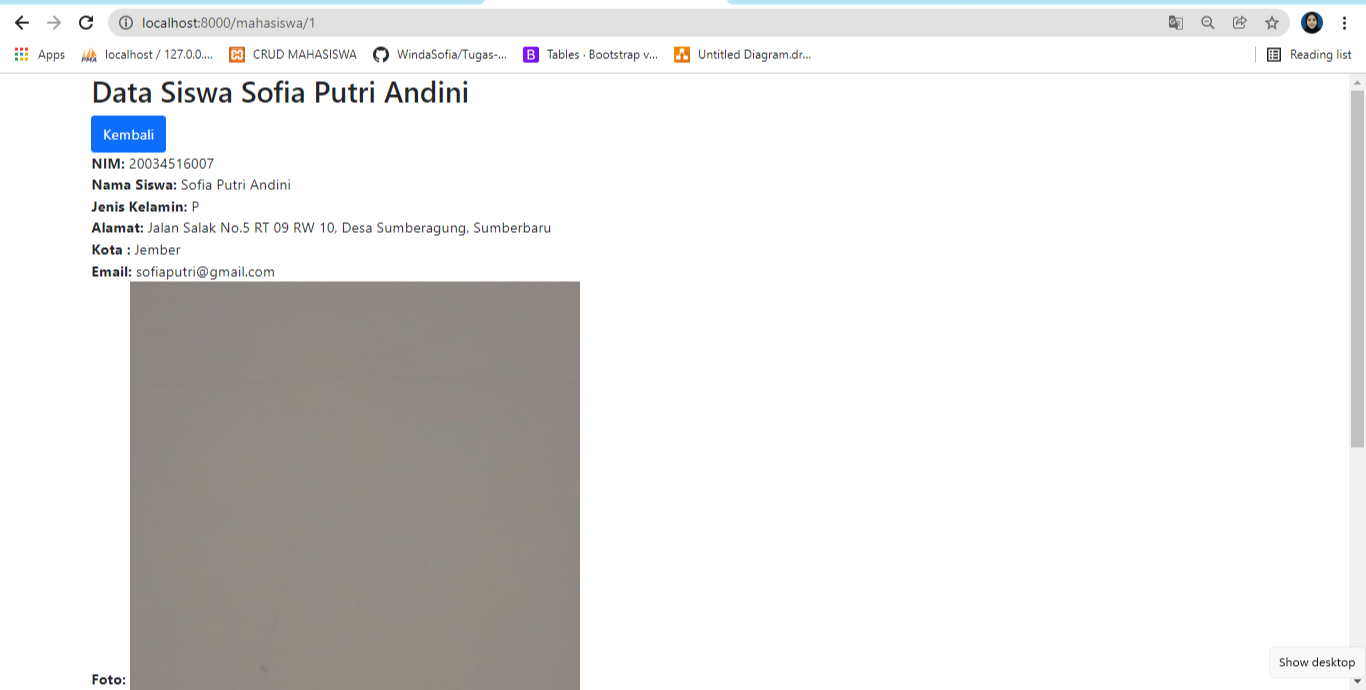 localhost:8000/mahasiswa/1
Apps localhost / 127.0.0.... CRUD MAHASISWA WindaSofia/Tugas-... Tables · Bootstrap v... Untitled Diagram.dr... Reading list
Data Siswa Sofia Putri Andini
Kembali
NIM: 20034516007
Nama Siswa: Sofia Putri Andini
Jenis Kelamin: P
Alamat: Jalan Salak No.5 RT 09 RW 10, Desa Sumberagung, Sumberbaru
Kota : Jember
Email: sofiaputri@gmail.com
Foto:
Show desktop